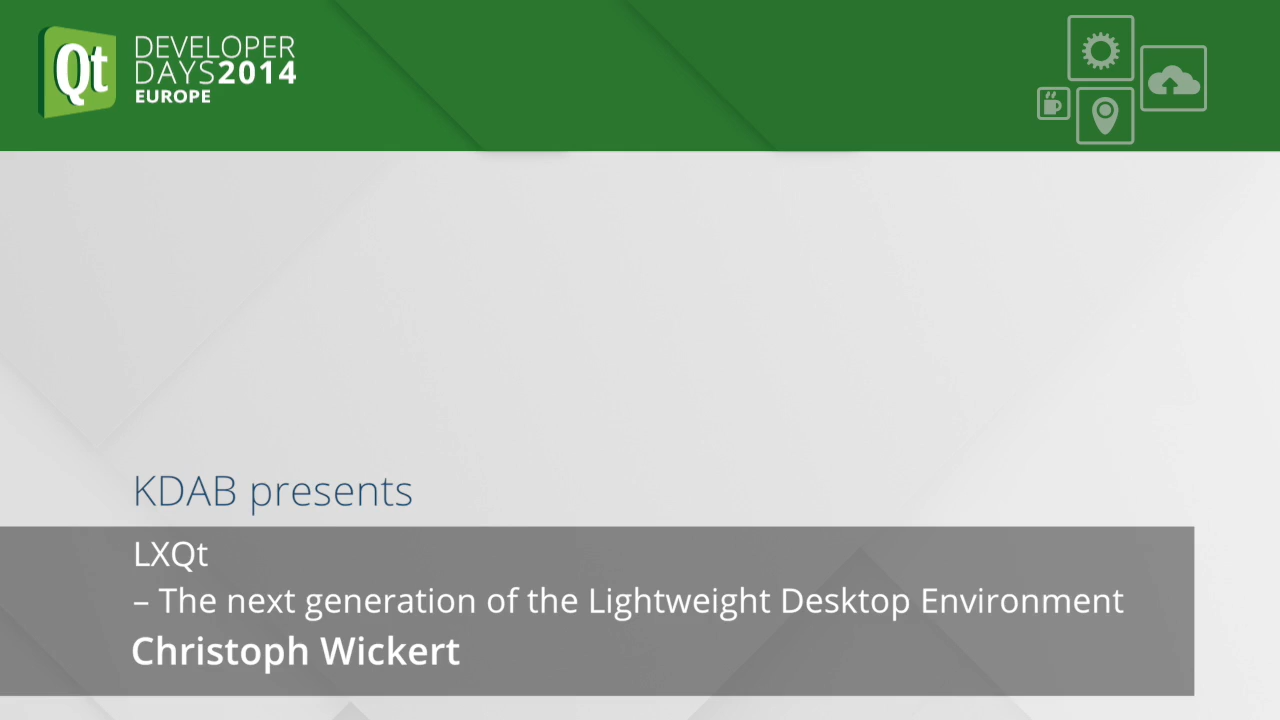 Qt
DEVELOPER
DAYS2014
EUROPE
KDAB presents
LXQt
– The next generation of the Lightweight Desktop Environment
Christoph Wickert